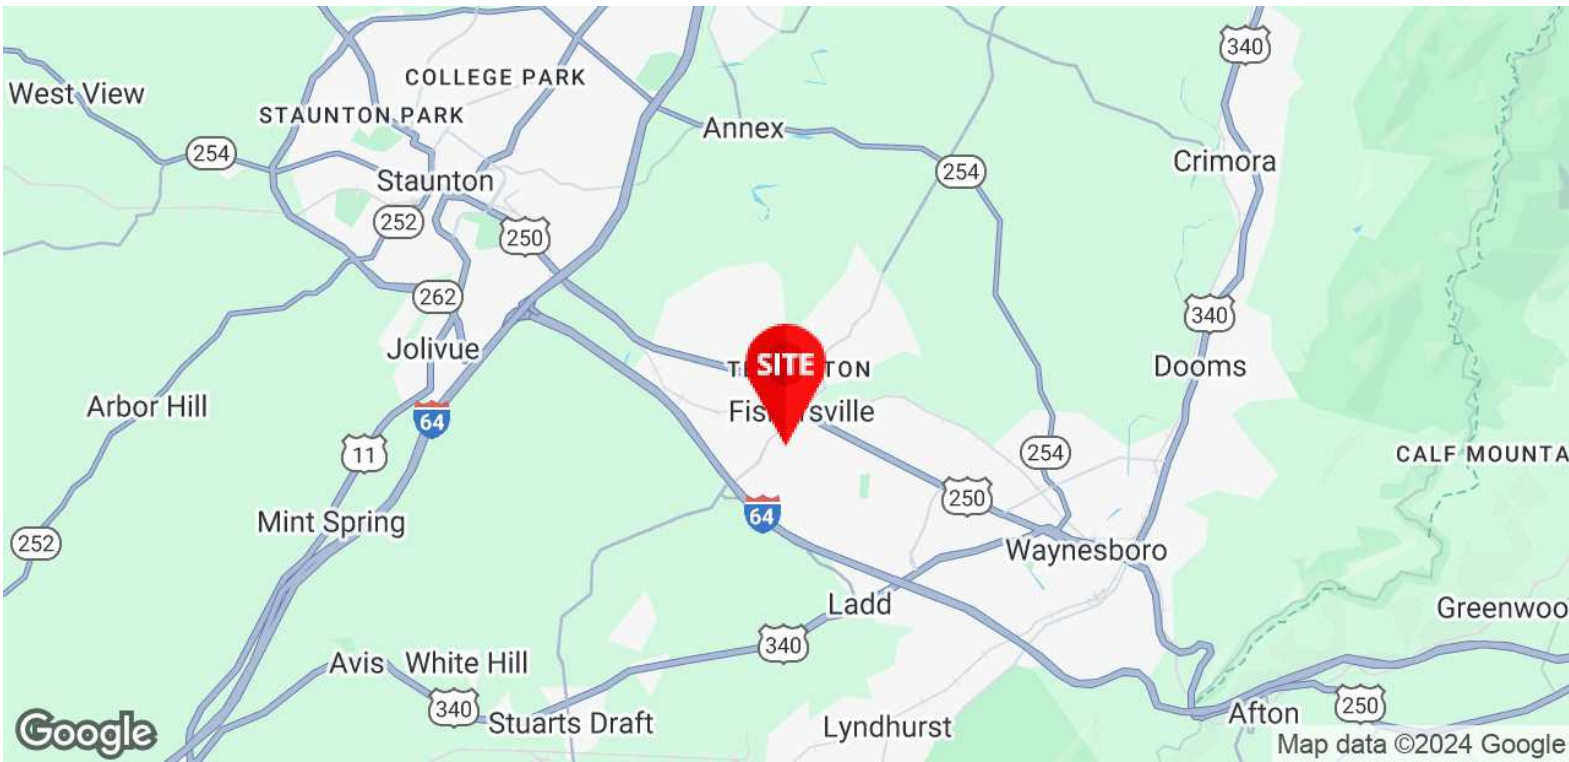 340
COLLEGE PARK
West View
STAUNTON PARK
Annex
254
Crimora
254
Staunton
252
250
262
340
Jolivue
SITE
Dooms
Arbor Hill
64
11
254
CALF MOUNTA
250
64
Mint Spring
252
Waynesboro
Ladd
Greenwoo
340
Avis
White Hill
340
Stuarts Draft
Lyndhurst
Afton
250
Google
Map data ©2024 Google